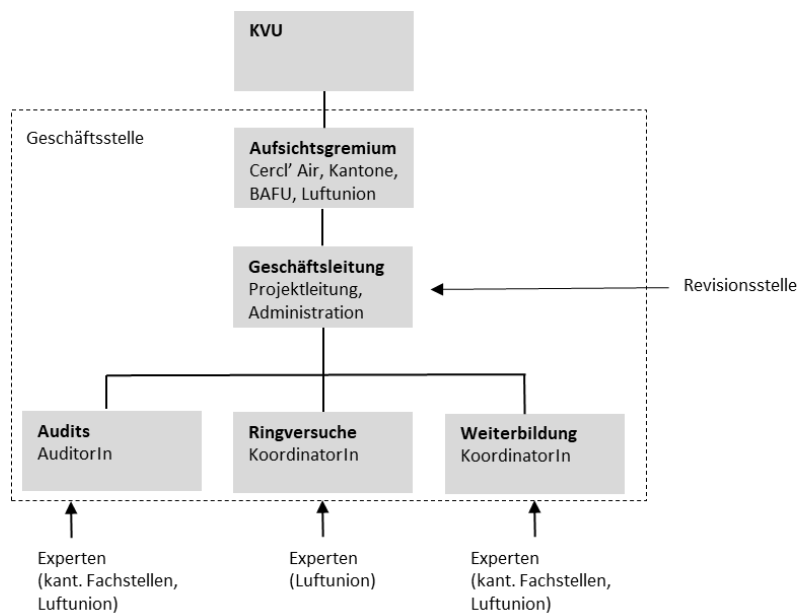 KVU
Geschäftsstelle
Aufsichtsgremium
Cercl’ Air, Kantone,
BAFU, Luftunion
Geschäftsleitung
Projektleitung,
Administration
Revisionsstelle
Audits
AuditorIn
Ringversuche
KoordinatorIn
Weiterbildung
KoordinatorIn
Experten
(kant. Fachstellen,
Luftunion)
Experten
(Luftunion)
Experten
(kant. Fachstellen,
Luftunion)